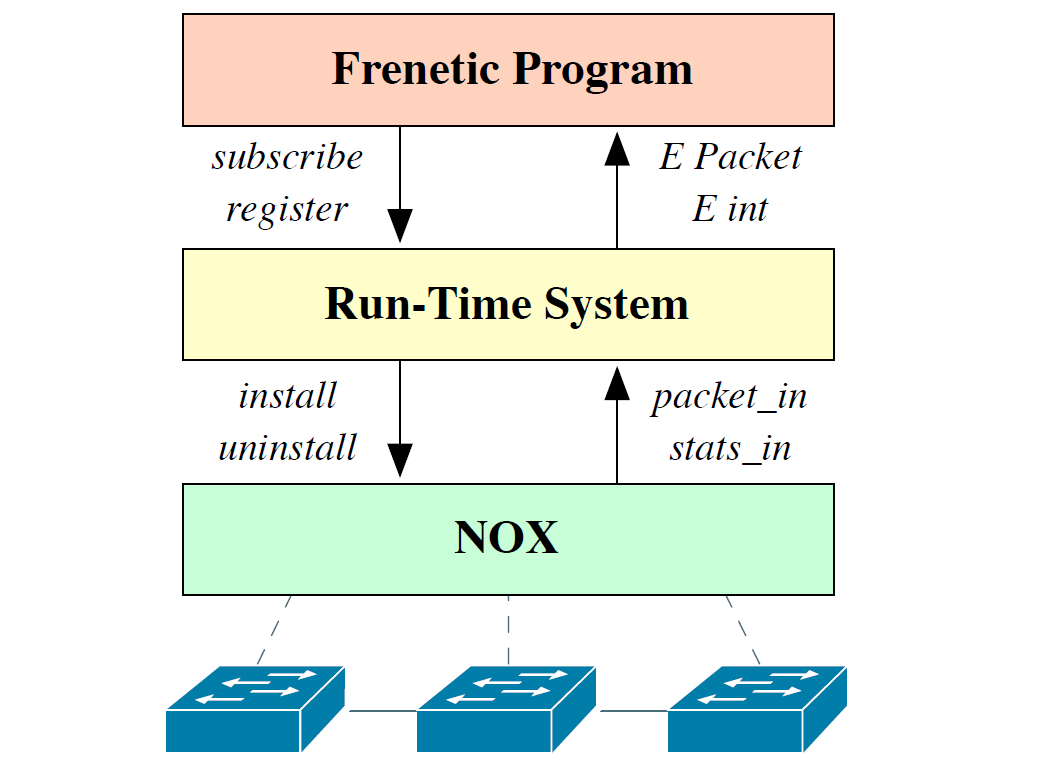 Frenetic Program
subscribe
register
E Packet
E int
Run-Time System
install
uninstall
packet_in
stats_in
NOX